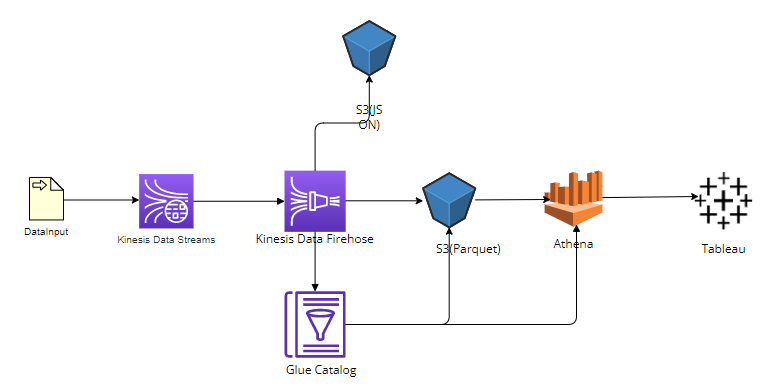 S3(JS
ON)
DataInput
Kinesis Data Streams
Kinesis Data Firehose
S3(Parquet)
Athena
Tableau
Glue Catalog